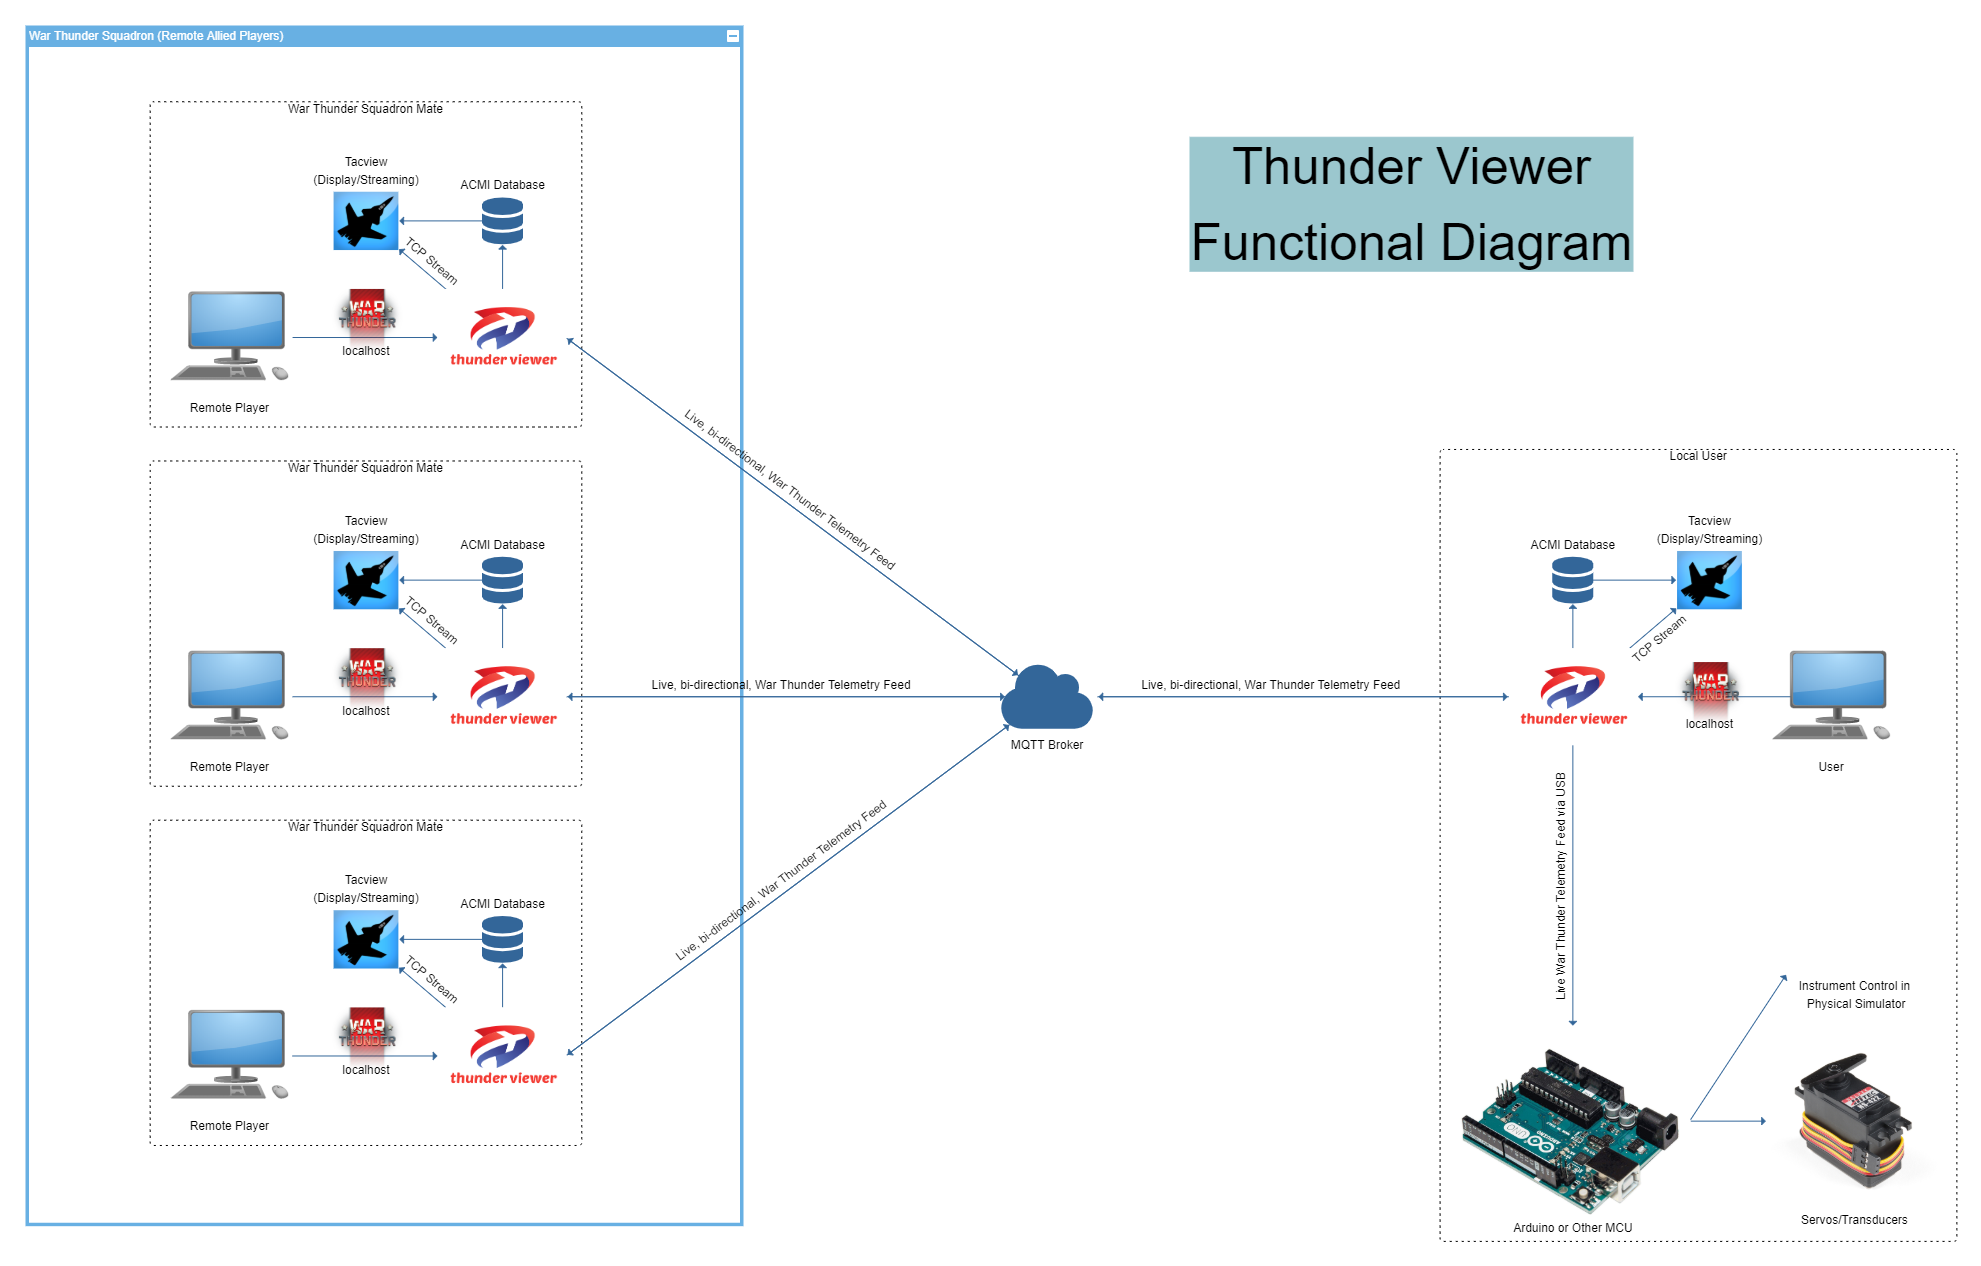 War Thunder Squadron (Remote Allied Players)
Thunder Viewer
Functional Diagram
War Thunder Squadron Mate
Tacview
(Display/Streaming)
ACMI Database
TCP Stream
WAR
THUNDER
localhost
thunder viewer
Remote Player
Live, bi-directional, War Thunder Telemetry Feed
War Thunder Squadron Mate
Tacview
(Display/Streaming)
ACMI Database
TCP Stream
WAR
THUNDER
localhost
thunder viewer
Remote Player
Live, bi-directional, War Thunder Telemetry Feed
War Thunder Squadron Mate
Tacview
(Display/Streaming)
ACMI Database
TCP Stream
WAR
THUNDER
localhost
thunder viewer
Remote Player
Live, bi-directional, War Thunder Telemetry Feed
MQTT Broker
Live, bi-directional, War Thunder Telemetry Feed
Local User
Tacview
(Display/Streaming)
ACMI Database
TCP Stream
WAR
THUNDER
localhost
thunder viewer
User
Live War Thunder Telemetry Feed via USB
Instrument Control in
Physical Simulator
UNO
ARDUINO
Arduino or Other MCU
Servos/Transducers